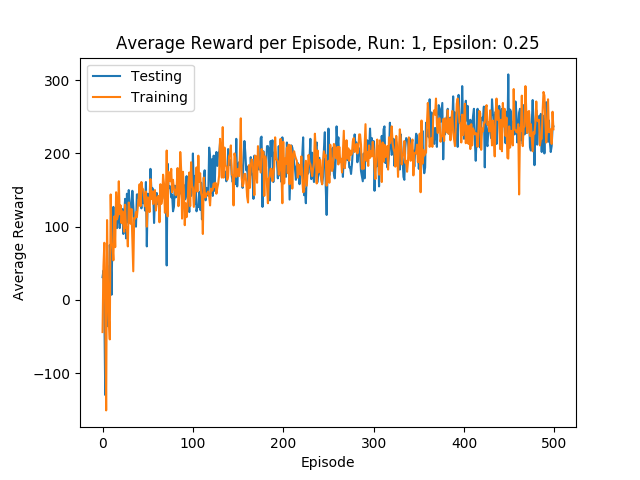 Average Reward per Episode, Run: 1, Epsilon: 0.25
Testing
Training
Average Reward
300
200
100
0
−100
0 100 200 300 400 500
Episode